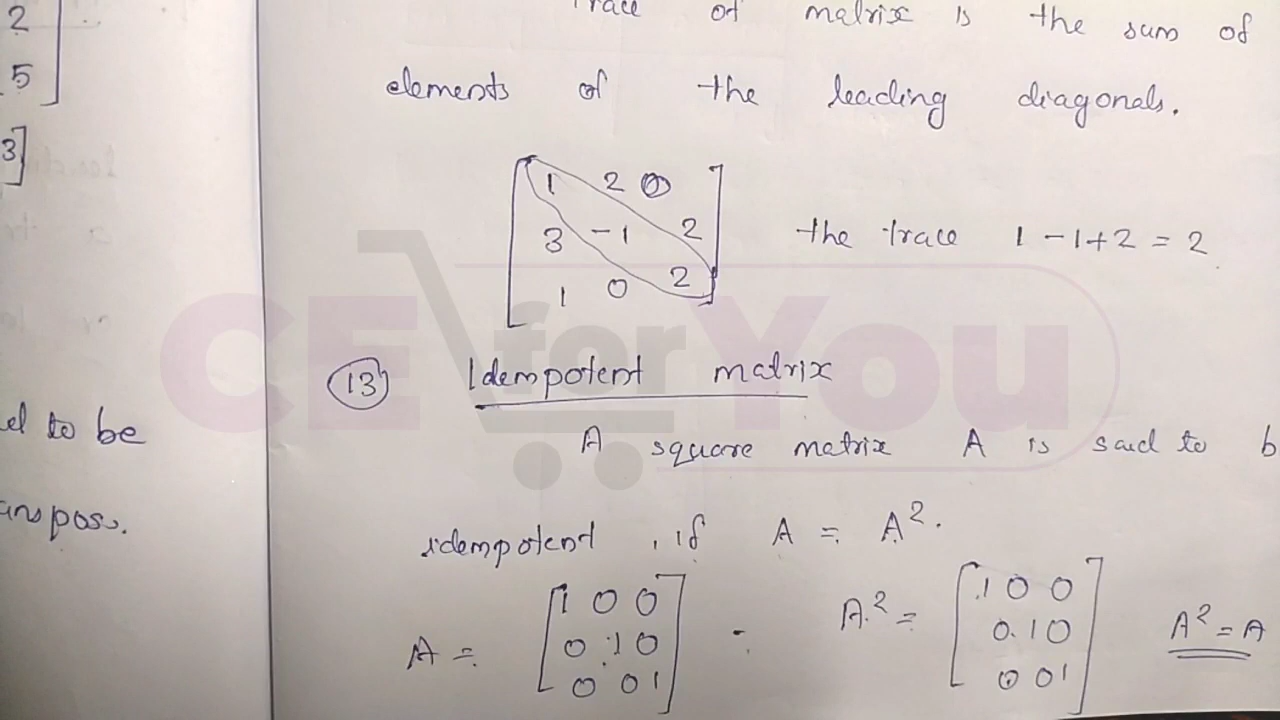 2
5
3]
to be
trace of matrix is the sum of
elements of the leading diagonals.
1 2 0
3 -1 2
1 0 2
the trace 1 - 1 + 2 = 2
13 Idempotent matrix
A square matrix A is said to b
idempotent, if A = A².
A = [1 0 0
0 1 0
0 0 1]
A² = [1 0 0
0 1 0
0 0 1]
A² = A
CE for You